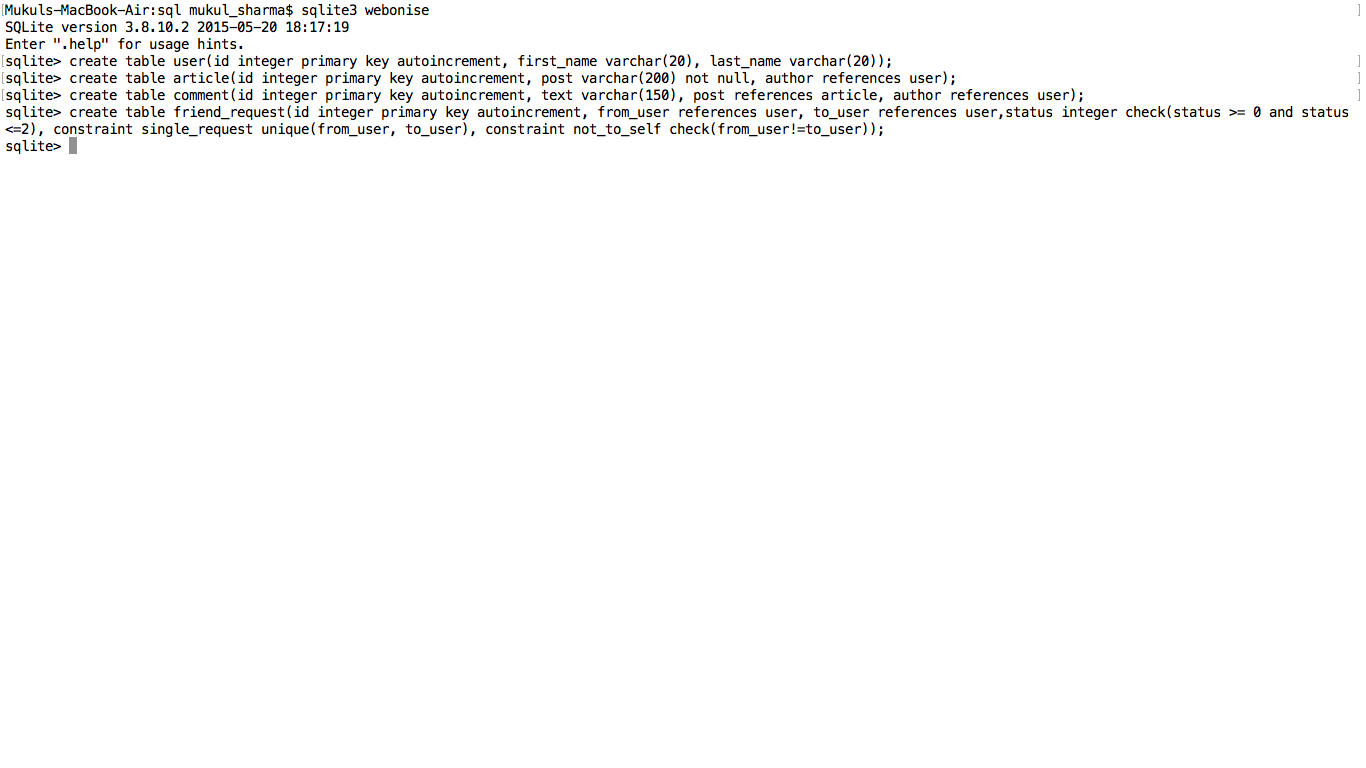 Mukuls-MacBook-Air:sql mukul_sharma$ sqlite3 webonise
SQLite version 3.8.10.2 2015-05-20 18:17:19
Enter ".help" for usage hints.
sqlite> create table user(id integer primary key autoincrement, first_name varchar(20), last_name varchar(20));
sqlite> create table article(id integer primary key autoincrement, post varchar(200) not null, author references user);
sqlite> create table comment(id integer primary key autoincrement, text varchar(150), post references article, author references user);
sqlite> create table friend_request(id integer primary key autoincrement, from_user references user, to_user references user,status integer check(status >= 0 and status
<=2), constraint single_request unique(from_user, to_user), constraint not_to_self check(from_user!=to_user));
sqlite>